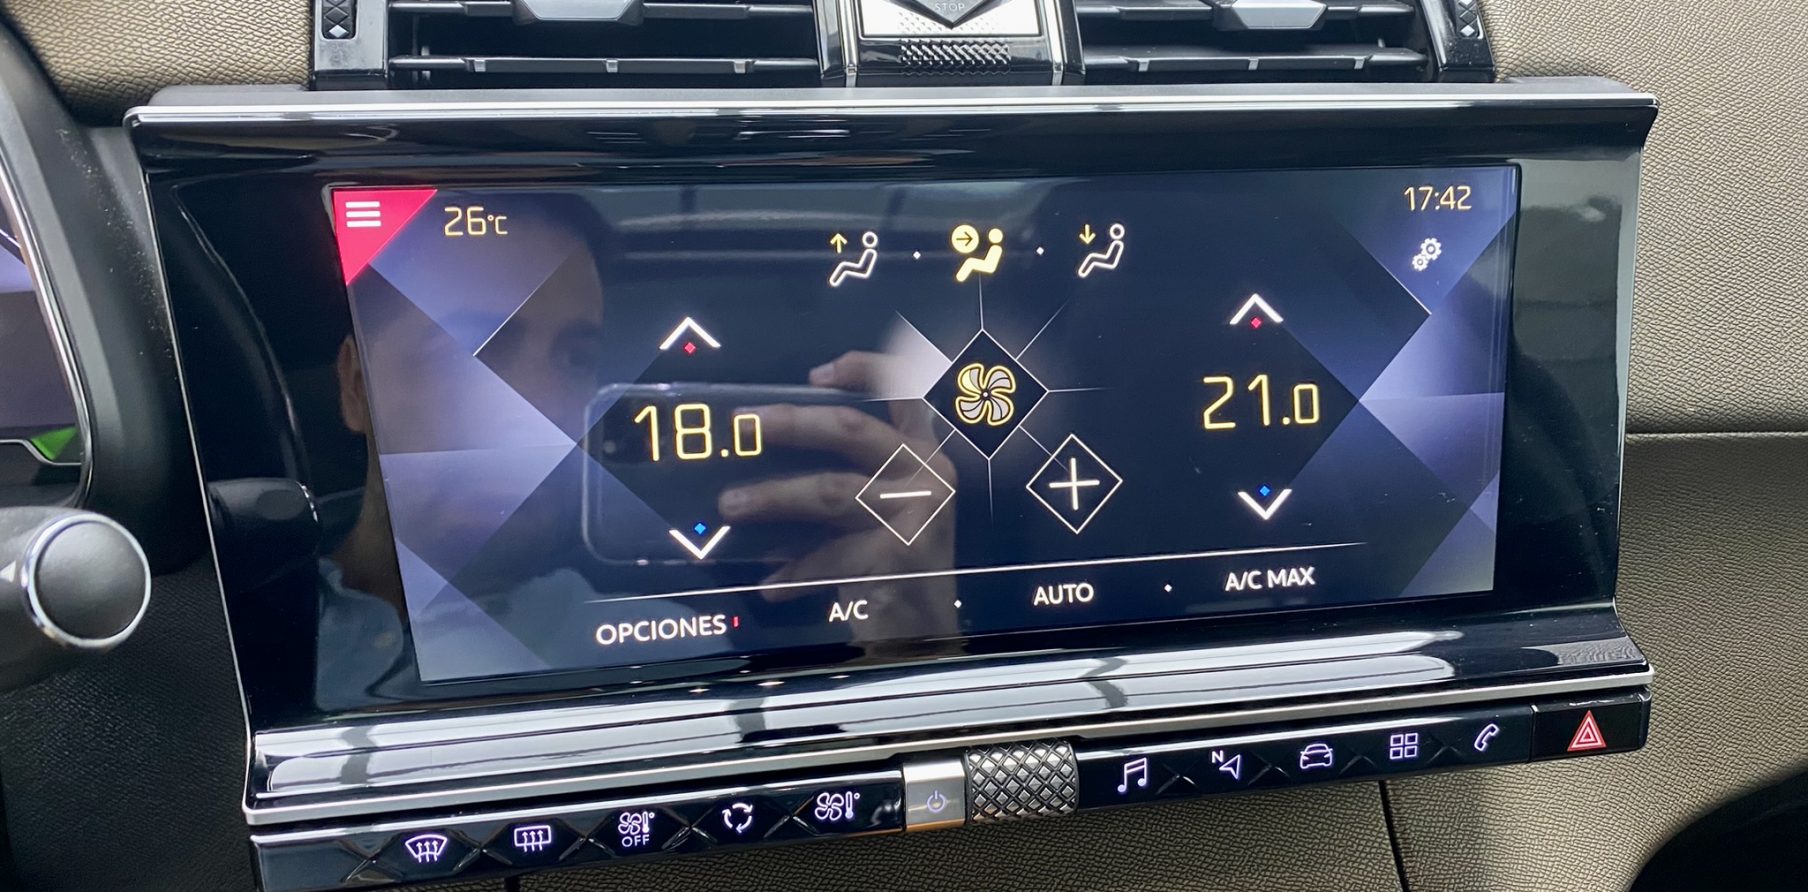 STOP
26°C
17:42
18.0
21.0
OPCIONES
A/C
AUTO
A/C MAX
OFF
N